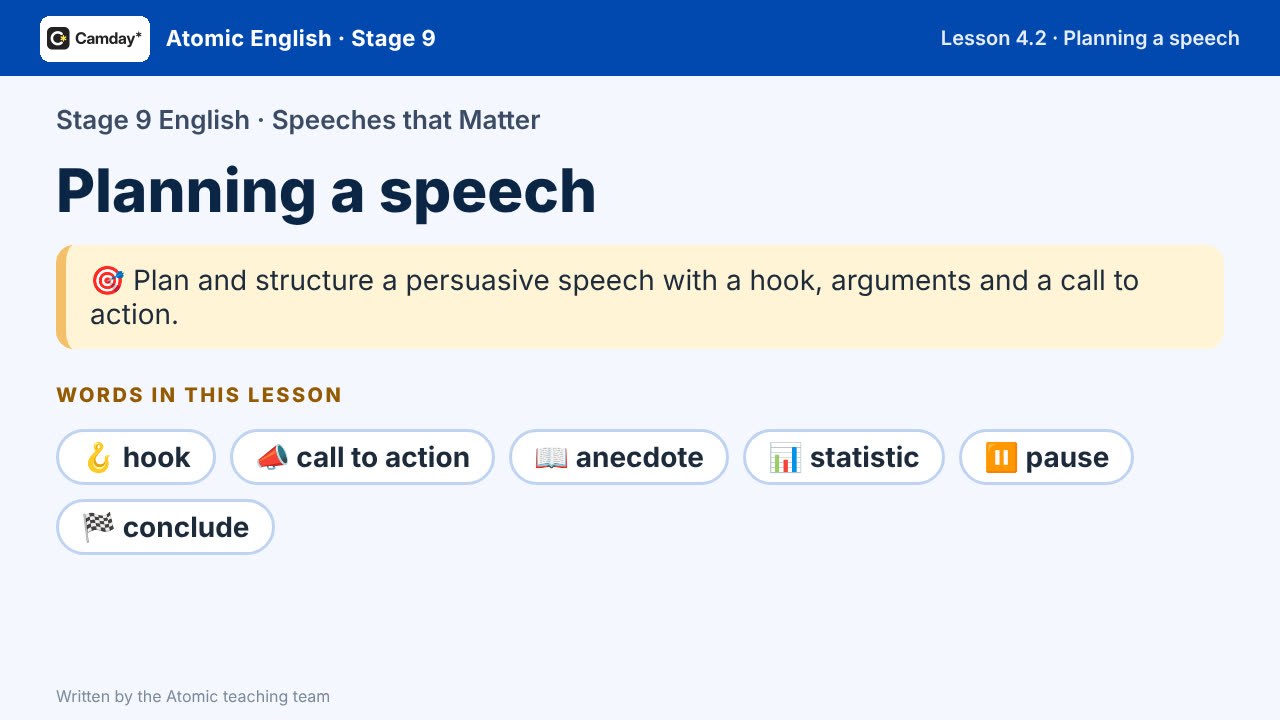 Camday*
Atomic English · Stage 9
Lesson 4.2 · Planning a speech
Stage 9 English · Speeches that Matter
Planning a speech
🎯 Plan and structure a persuasive speech with a hook, arguments and a call to
action.
WORDS IN THIS LESSON
🪝 hook
📣 call to action
📖 anecdote
📊 statistic
⏸️ pause
🏁 conclude
Written by the Atomic teaching team